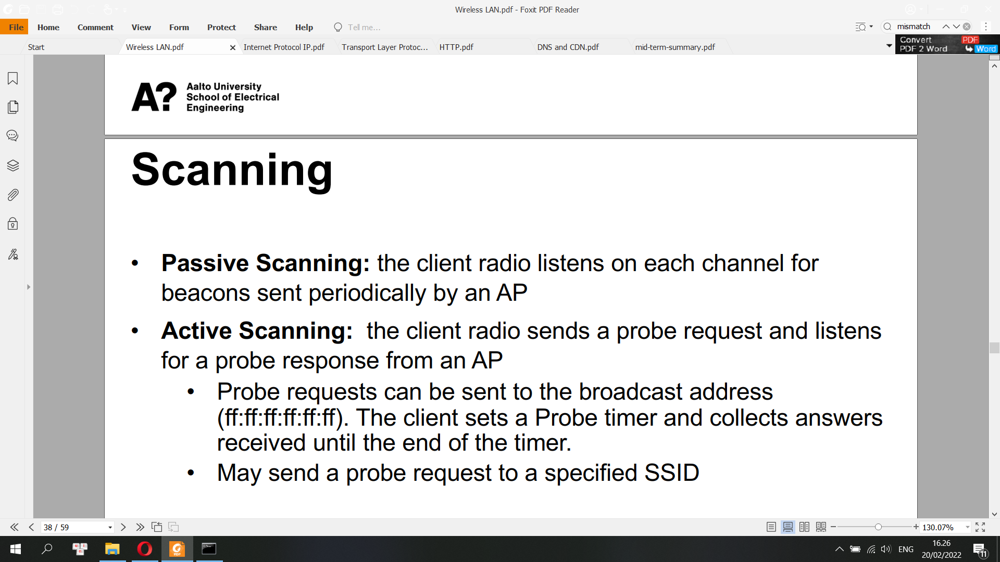 Wireless LAN.pdf - Foxit PDF Reader
File Home Comment View Form Protect Share Help Tell me... mismatch
Start Wireless LAN.pdf Internet Protocol IP.pdf Transport Layer Protoc... HTTP.pdf DNS and CDN.pdf mid-term-summary.pdf
Convert PDF
PDF 2 Word Word
A? Aalto University
School of Electrical
Engineering
Scanning
• Passive Scanning: the client radio listens on each channel for
beacons sent periodically by an AP
• Active Scanning: the client radio sends a probe request and listens
for a probe response from an AP
• Probe requests can be sent to the broadcast address
(ff:ff:ff:ff:ff:ff). The client sets a Probe timer and collects answers
received until the end of the timer.
• May send a probe request to a specified SSID
38 / 59 130.07%
16.26
ENG
20/02/2022
11